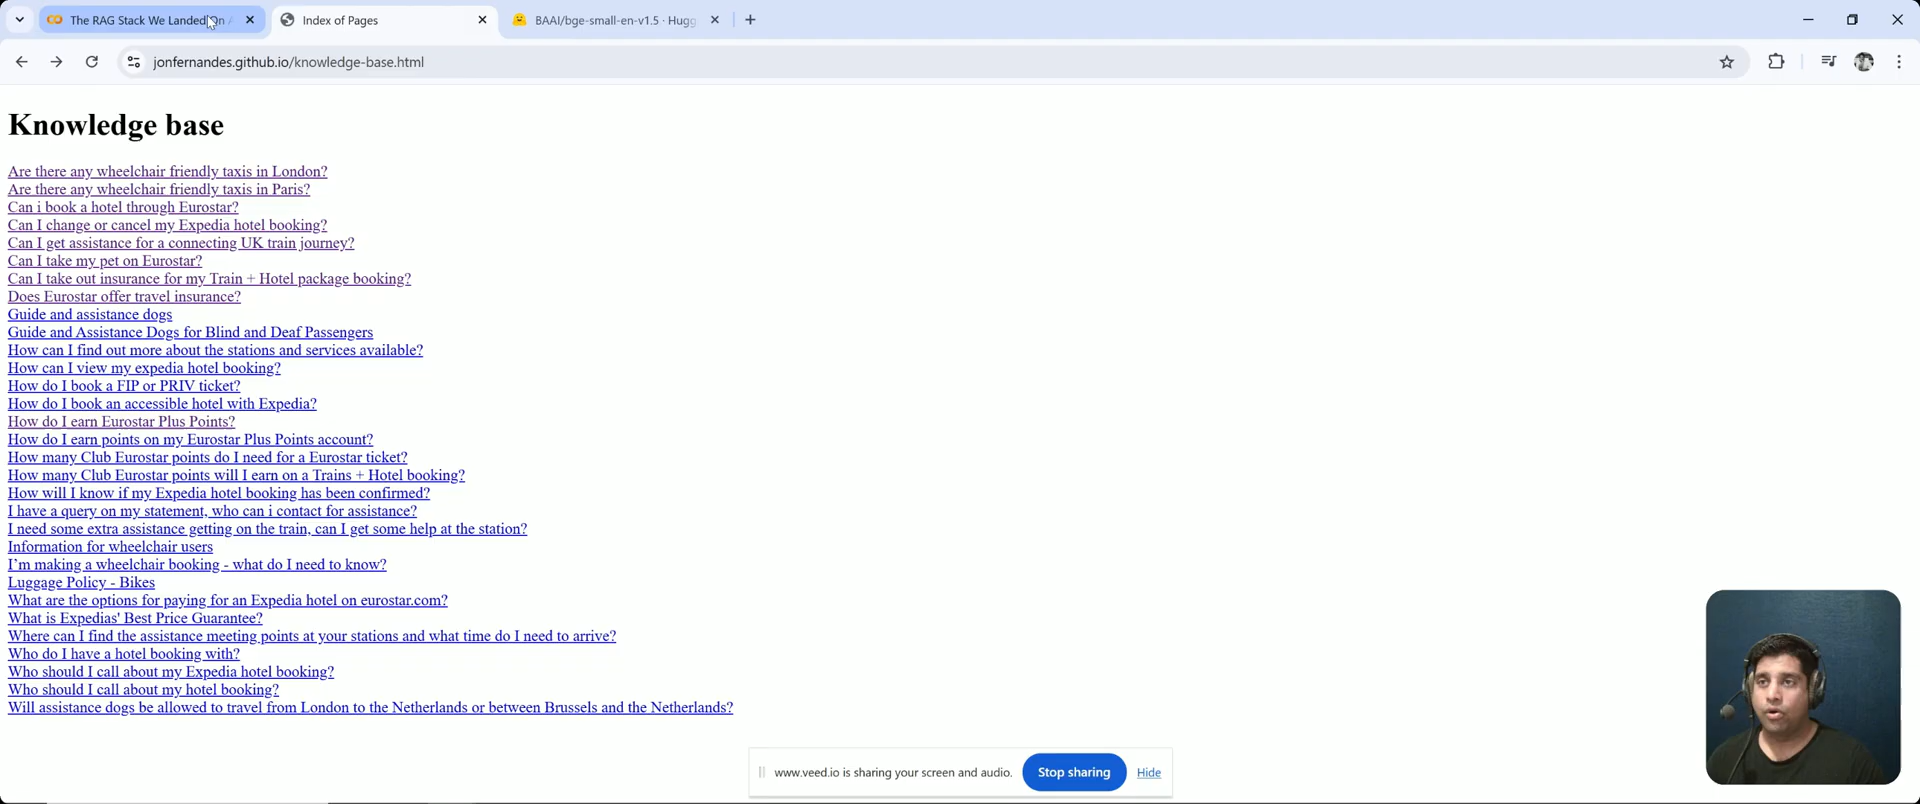 The RAG Stack We Landed On A
Index of Pages
BAAI/bge-small-en-v1.5 · Hugg
jonfernandes.github.io/knowledge-base.html
Knowledge base
Are there any wheelchair friendly taxis in London?
Are there any wheelchair friendly taxis in Paris?
Can i book a hotel through Eurostar?
Can I change or cancel my Expedia hotel booking?
Can I get assistance for a connecting UK train journey?
Can I take my pet on Eurostar?
Can I take out insurance for my Train + Hotel package booking?
Does Eurostar offer travel insurance?
Guide and assistance dogs
Guide and Assistance Dogs for Blind and Deaf Passengers
How can I find out more about the stations and services available?
How can I view my expedia hotel booking?
How do I book a FIP or PRIV ticket?
How do I book an accessible hotel with Expedia?
How do I earn Eurostar Plus Points?
How do I earn points on my Eurostar Plus Points account?
How many Club Eurostar points do I need for a Eurostar ticket?
How many Club Eurostar points will I earn on a Trains + Hotel booking?
How will I know if my Expedia hotel booking has been confirmed?
I have a query on my statement, who can i contact for assistance?
I need some extra assistance getting on the train, can I get some help at the station?
Information for wheelchair users
I’m making a wheelchair booking - what do I need to know?
Luggage Policy - Bikes
What are the options for paying for an Expedia hotel on eurostar.com?
What is Expedias' Best Price Guarantee?
Where can I find the assistance meeting points at your stations and what time do I need to arrive?
Who do I have a hotel booking with?
Who should I call about my Expedia hotel booking?
Who should I call about my hotel booking?
Will assistance dogs be allowed to travel from London to the Netherlands or between Brussels and the Netherlands?
www.veed.io is sharing your screen and audio.
Stop sharing
Hide